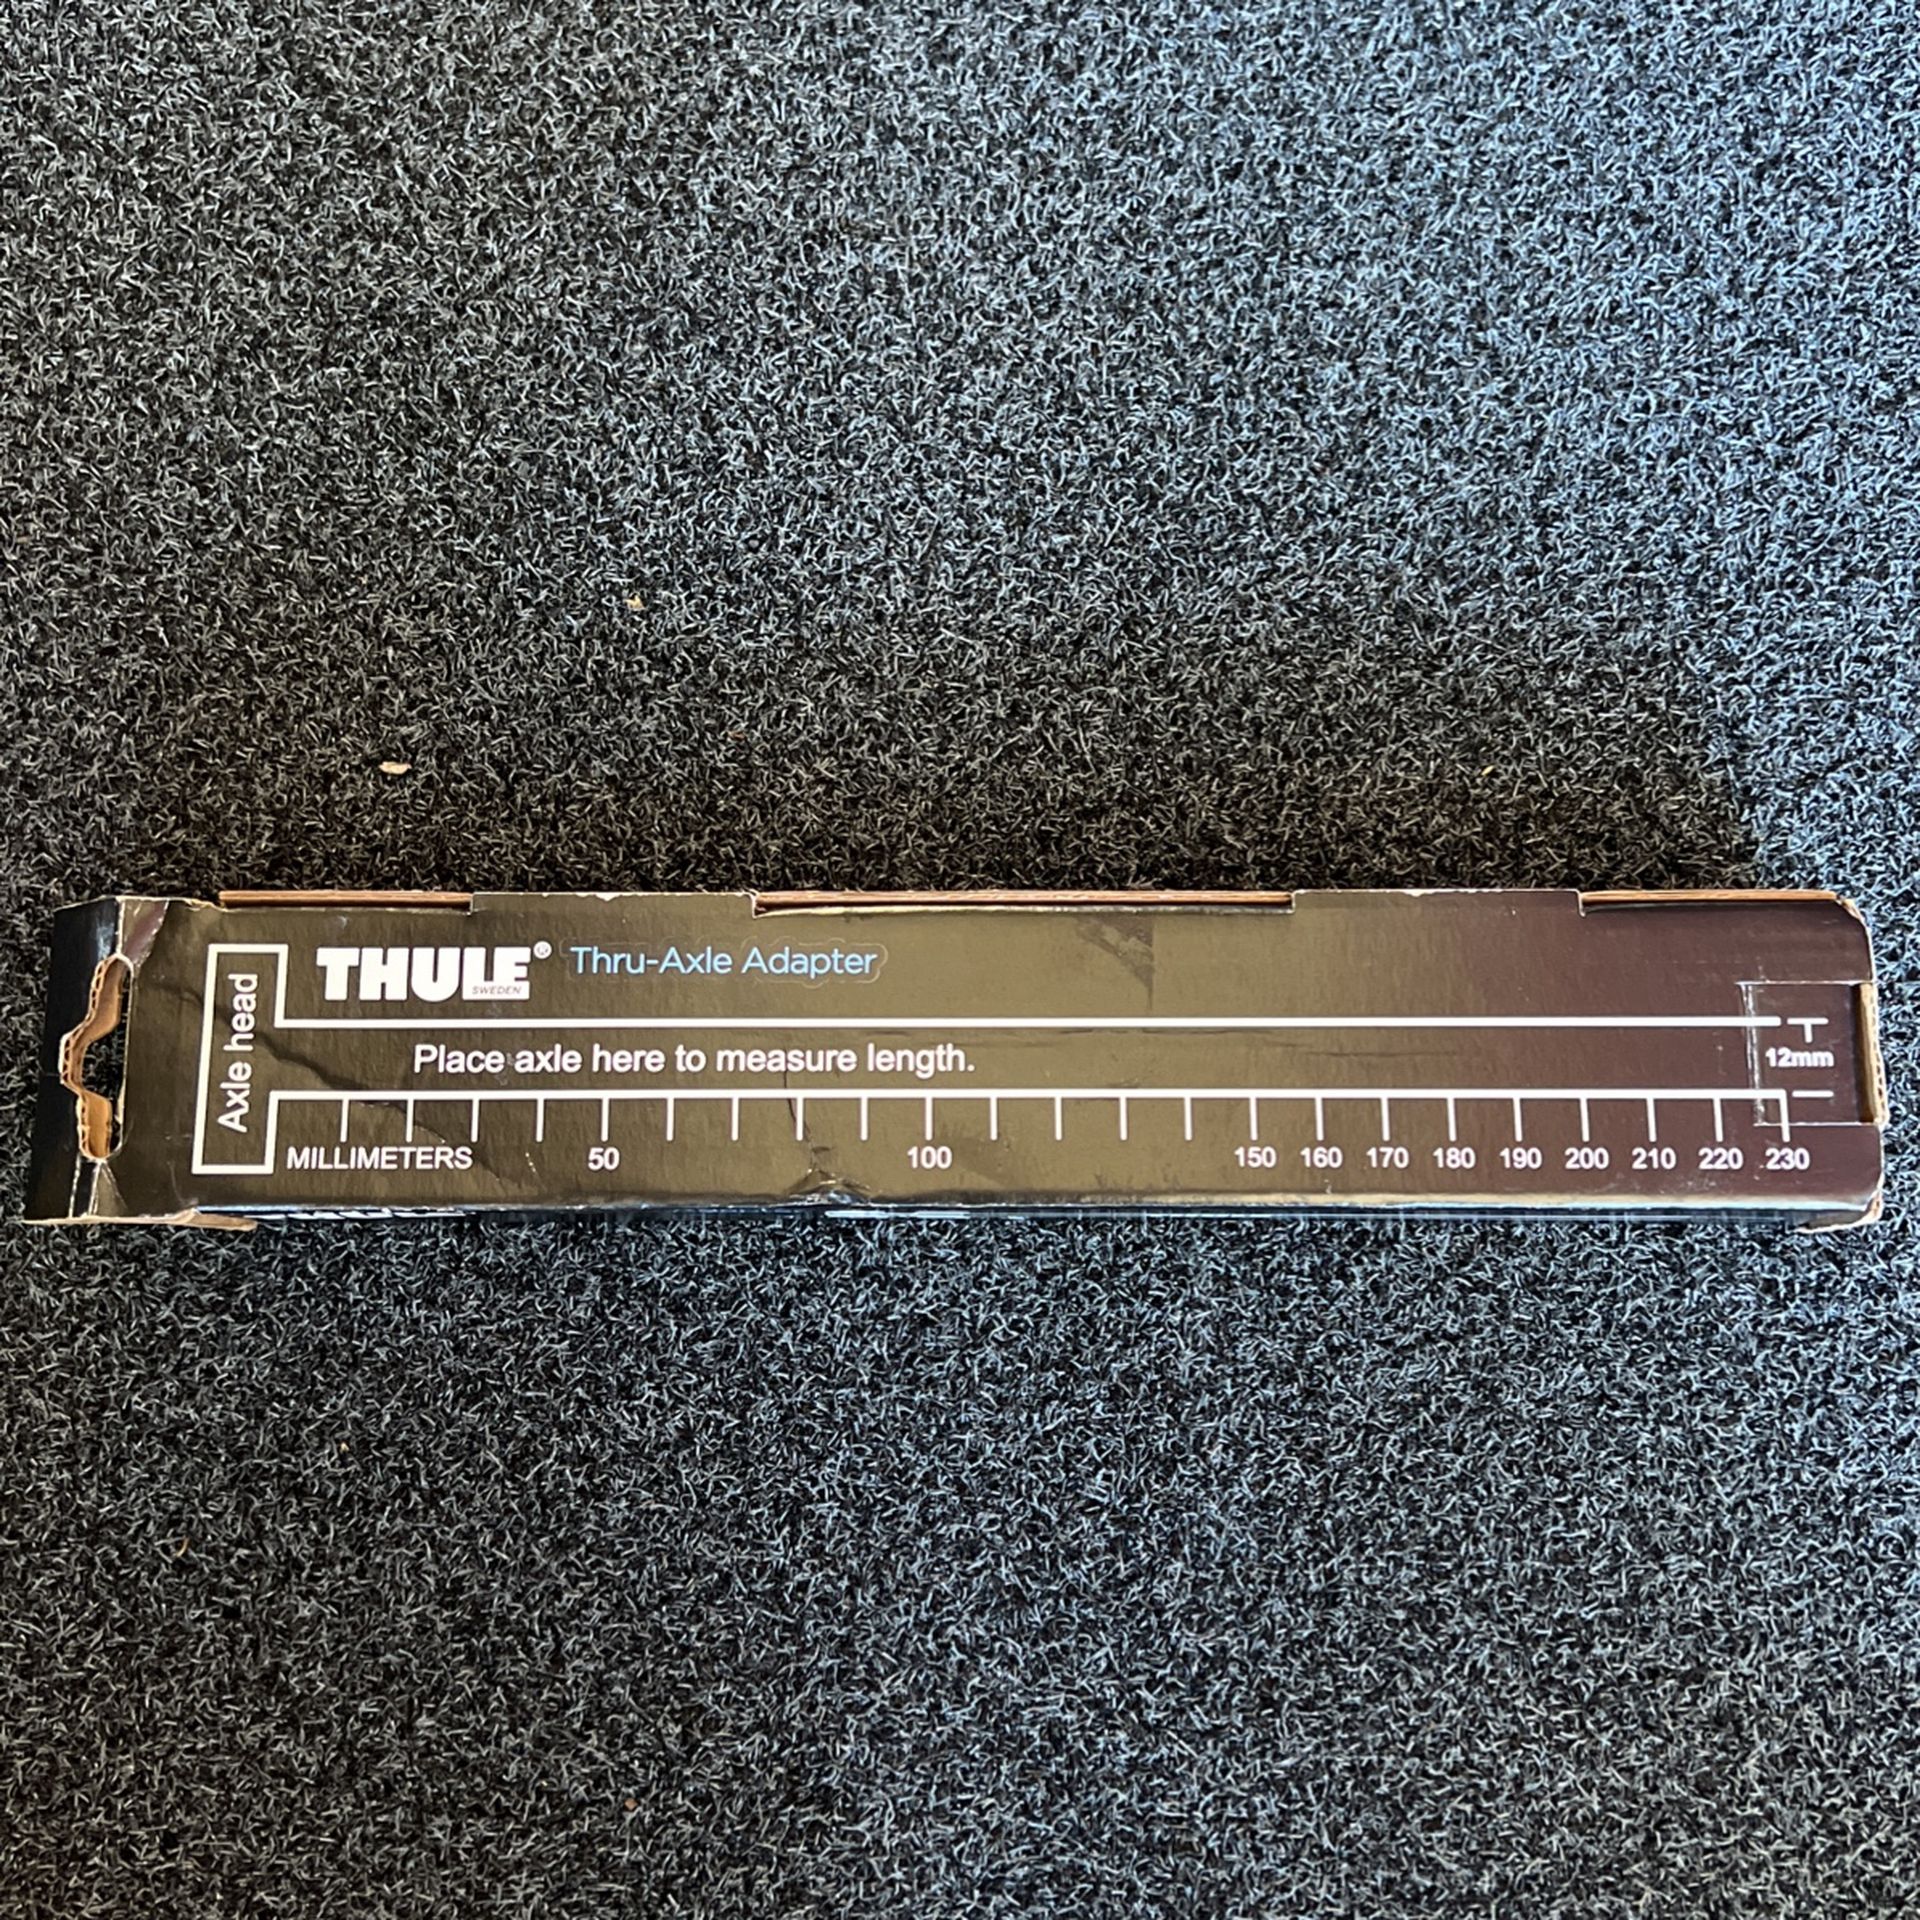 THULE® Thru-Axle Adapter
SWEDEN
Axle head
Place axle here to measure length.
12mm
MILLIMETERS 50 100 150 160 170 180 190 200 210 220 230